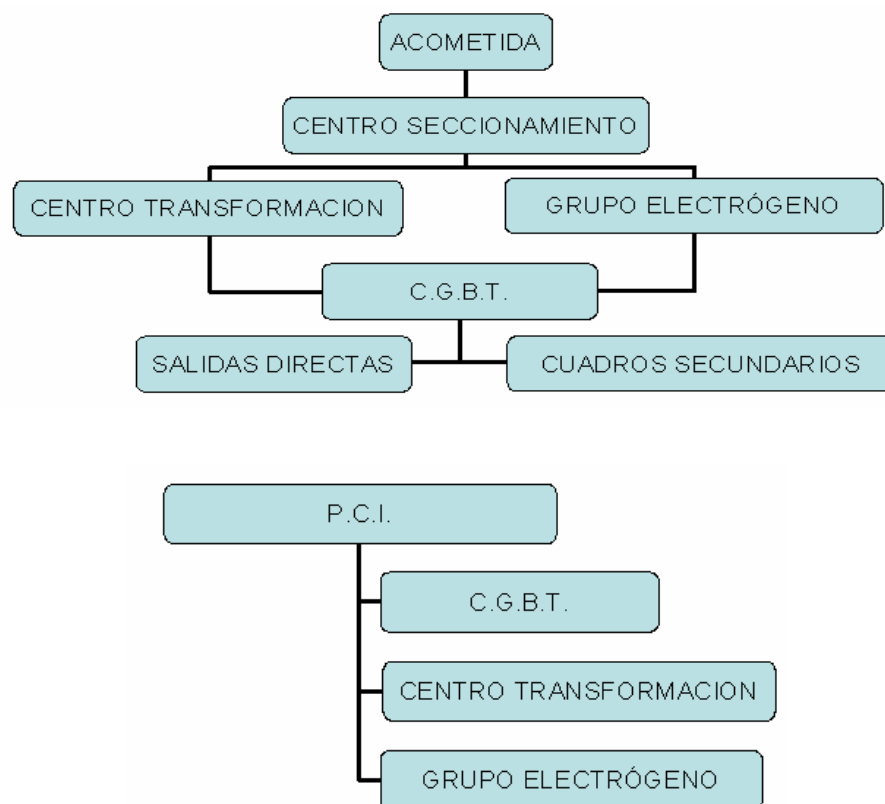 ACOMETIDA
CENTRO SECCIONAMIENTO
CENTRO TRANSFORMACION
GRUPO ELECTRÓGENO
C.G.B.T.
SALIDAS DIRECTAS
CUADROS SECUNDARIOS
P.C.I.
C.G.B.T.
CENTRO TRANSFORMACION
GRUPO ELECTRÓGENO